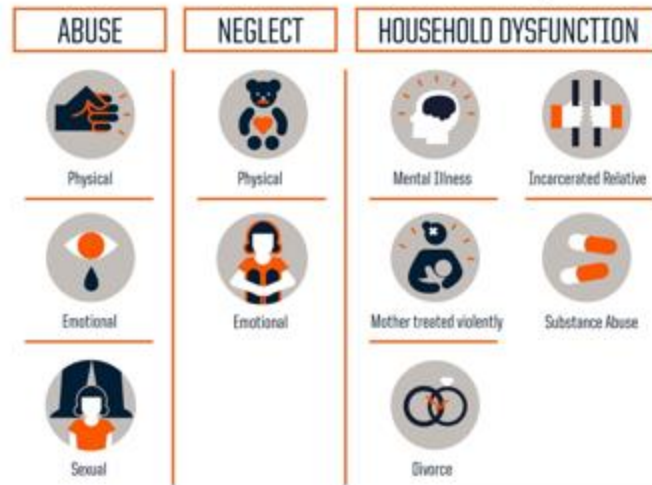 ABUSE
NEGLECT
HOUSEHOLD DYSFUNCTION
Physical
Physical
Mental Illness
Incarcerated Relative
Emotional
Emotional
Mother treated violently
Substance Abuse
Sexual
Divorce